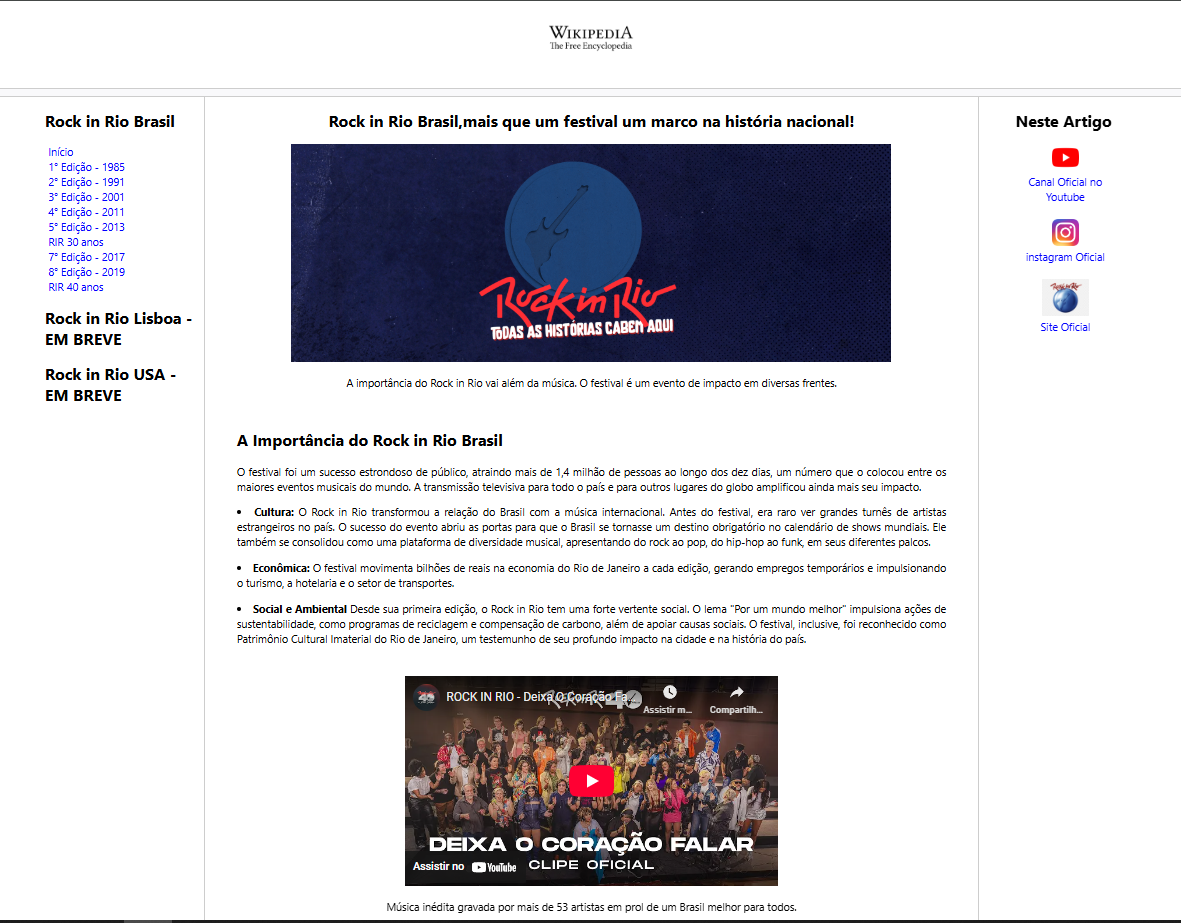 WIKIPEDIA
The Free Encyclopedia
Rock in Rio Brasil
Início
1° Edição - 1985
2° Edição - 1991
3° Edição - 2001
4° Edição - 2011
5° Edição - 2013
RIR 30 anos
7° Edição - 2017
8° Edição - 2019
RIR 40 anos
Rock in Rio Lisboa -
EM BREVE
Rock in Rio USA -
EM BREVE
Rock in Rio Brasil,mais que um festival um marco na história nacional!
Rock in Rio
TODAS AS HISTÓRIAS CABEM AQUI
A importância do Rock in Rio vai além da música. O festival é um evento de impacto em diversas frentes.
A Importância do Rock in Rio Brasil
O festival foi um sucesso estrondoso de público, atraindo mais de 1,4 milhão de pessoas ao longo dos dez dias, um número que o colocou entre os
maiores eventos musicais do mundo. A transmissão televisiva para todo o país e para outros lugares do globo amplificou ainda mais seu impacto.
• Cultura: O Rock in Rio transformou a relação do Brasil com a música internacional. Antes do festival, era raro ver grandes turnês de artistas
estrangeiros no país. O sucesso do evento abriu as portas para que o Brasil se tornasse um destino obrigatório no calendário de shows mundiais. Ele
também se consolidou como uma plataforma de diversidade musical, apresentando do rock ao pop, do hip-hop ao funk, em seus diferentes palcos.
• Econômica: O festival movimenta bilhões de reais na economia do Rio de Janeiro a cada edição, gerando empregos temporários e impulsionando
o turismo, a hotelaria e o setor de transportes.
• Social e Ambiental Desde sua primeira edição, o Rock in Rio tem uma forte vertente social. O lema "Por um mundo melhor" impulsiona ações de
sustentabilidade, como programas de reciclagem e compensação de carbono, além de apoiar causas sociais. O festival, inclusive, foi reconhecido como
Patrimônio Cultural Imaterial do Rio de Janeiro, um testemunho de seu profundo impacto na cidade e na história do país.
ROCK IN RIO - Deixa O Coração Fa...
Assistir m...
Compartilh...
DEIXA O CORAÇÃO FALAR
CLIPE OFICIAL
Assistir no YouTube
Música inédita gravada por mais de 53 artistas em prol de um Brasil melhor para todos.
Neste Artigo
Canal Oficial no
Youtube
instagram Oficial
Rock in Rio
Site Oficial